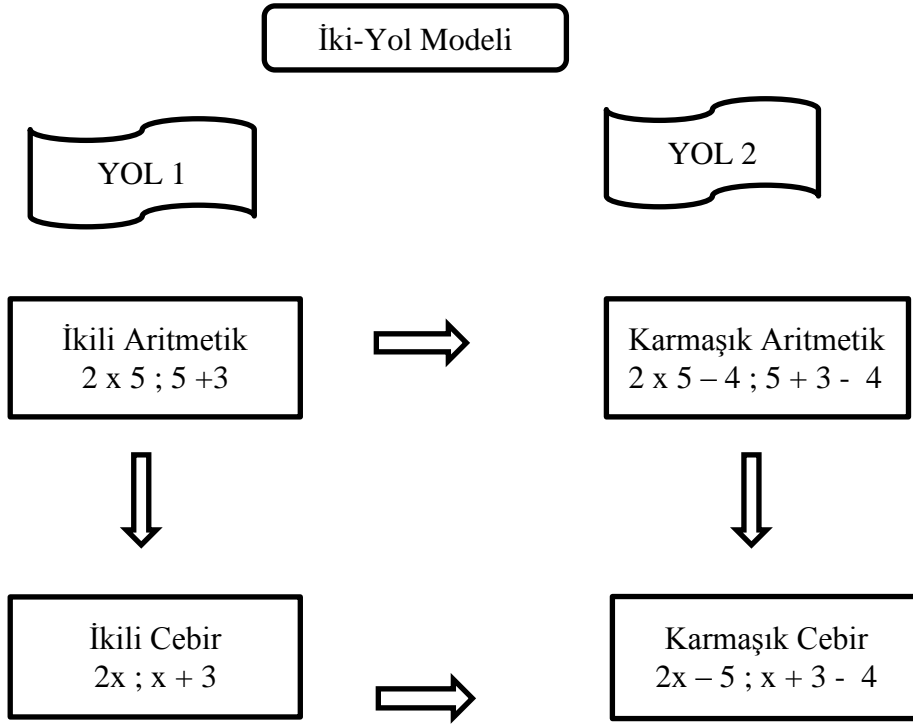 İki-Yol Modeli
YOL 1
YOL 2
İkili Aritmetik
2 x 5 ; 5 +3
Karmaşık Aritmetik
2 x 5 – 4 ; 5 + 3 - 4
İkili Cebir
2x ; x + 3
Karmaşık Cebir
2x – 5 ; x + 3 - 4